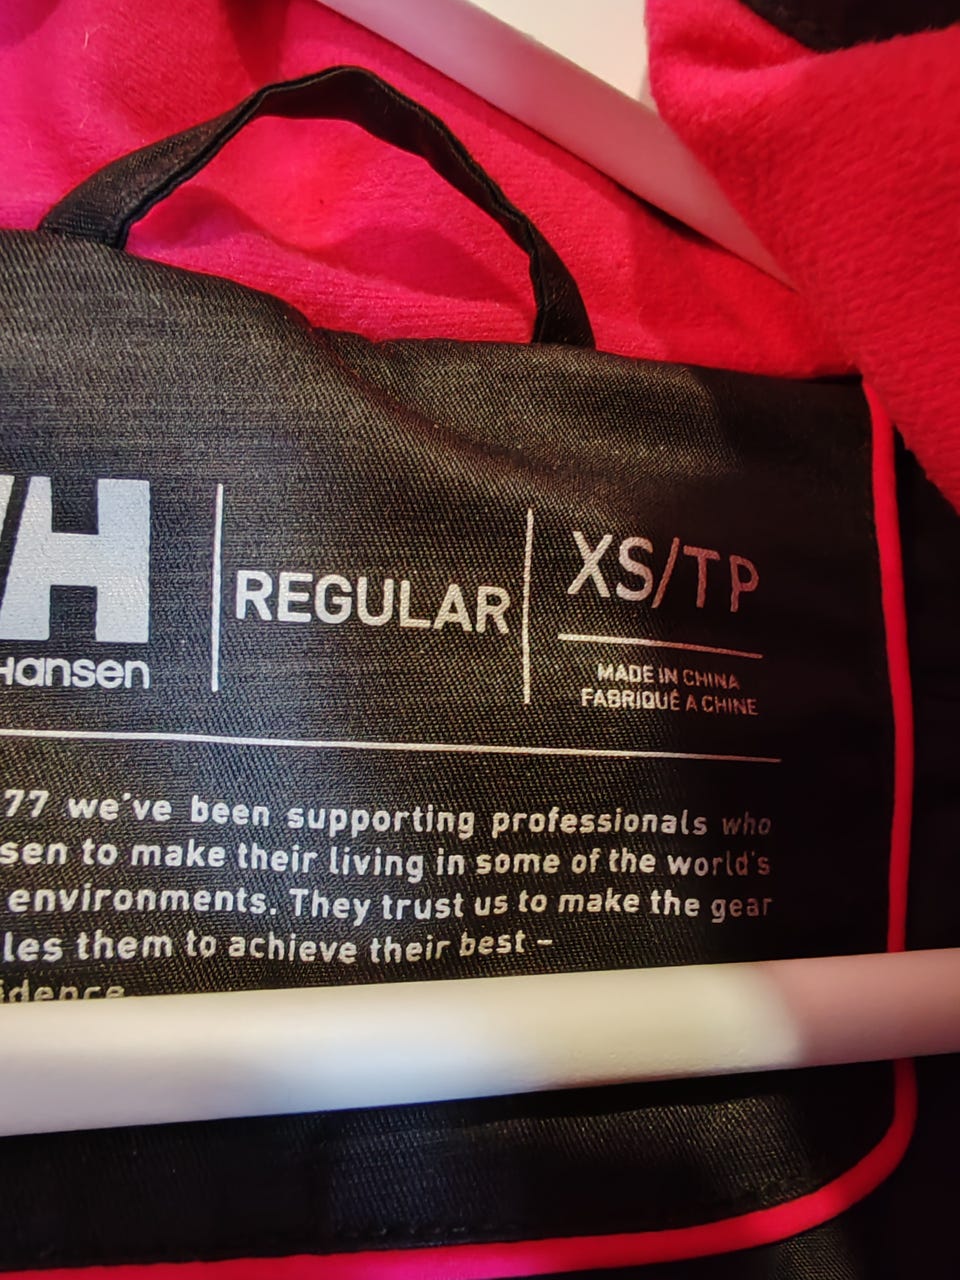 H
Hansen
REGULAR
XS/TP
MADE IN CHINA
FABRIQUÉ A CHINE
77 we've been supporting professionals who
sen to make their living in some of the world's
environments. They trust us to make the gear
les them to achieve their best –
idence